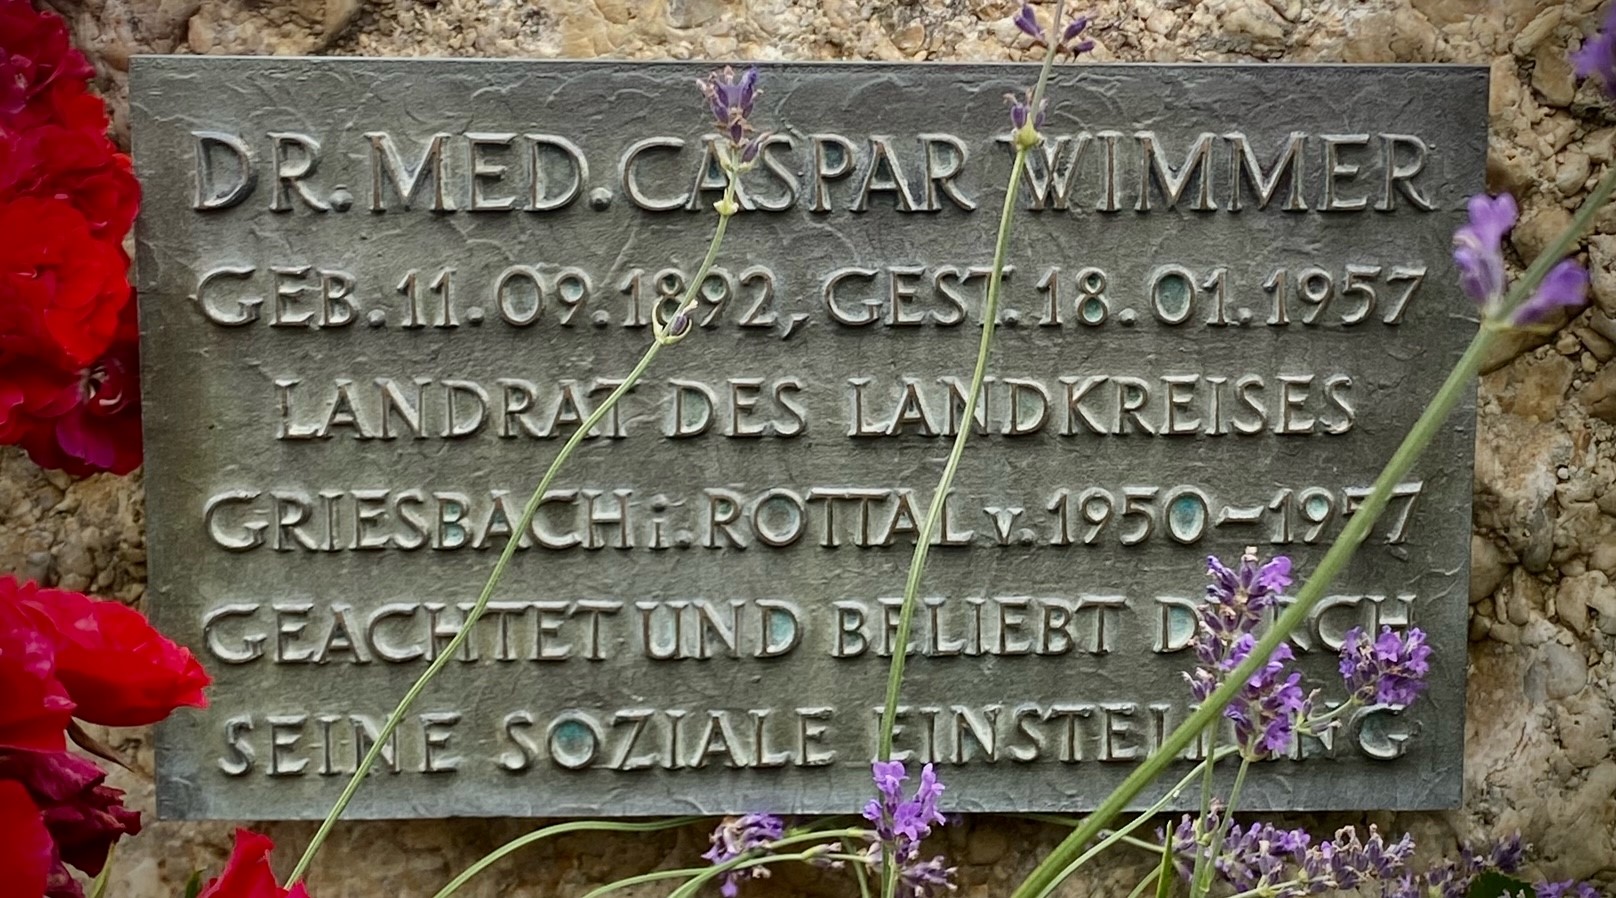 DR. MED. CASPAR WIMMER
GEB. 11. 09. 1892, GEST. 18. 01. 1957
LANDRAT DES LANDKREISES
GRIESBACH i. ROTTAL v. 1950-1957
GEACHTET UND BELIEBT DURCH
SEINE SOZIALE EINSTELLUNG